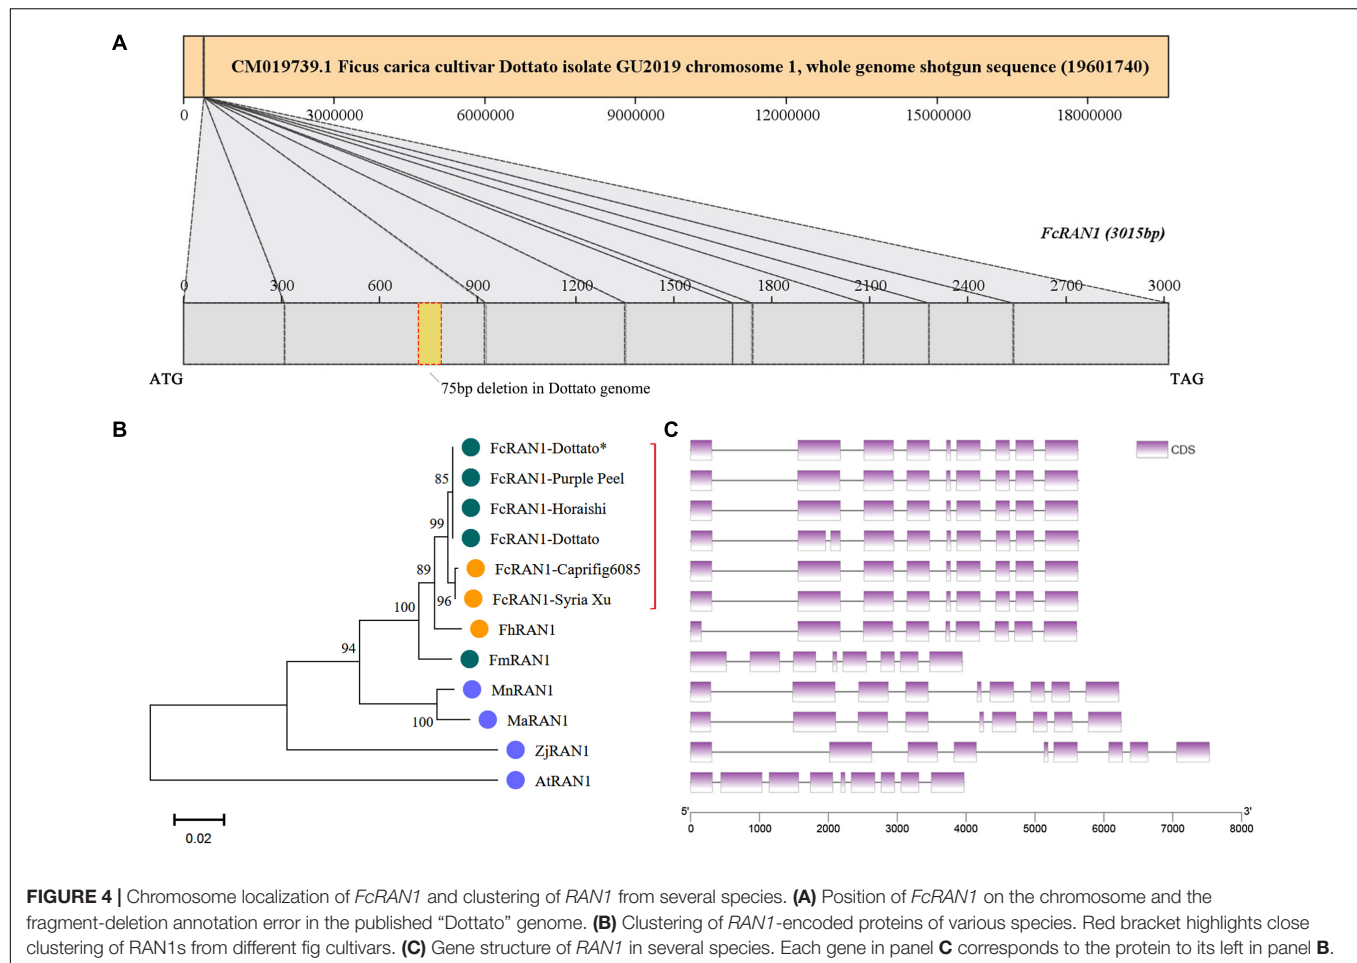 A
CM019739.1 Ficus carica cultivar Dottato isolate GU2019 chromosome 1, whole genome shotgun sequence (19601740)
0 3000000 6000000 9000000 12000000 15000000 18000000
FcRAN1 (3015bp)
0 300 600 900 1200 1500 1800 2100 2400 2700 3000
ATG
TAG
75bp deletion in Dottato genome
B
FcRAN1-Dottato*
FcRAN1-Purple Peel
FcRAN1-Horaishi
FcRAN1-Dottato
FcRAN1-Caprifig6085
FcRAN1-Syria Xu
FhRAN1
FmRAN1
MnRAN1
MaRAN1
ZjRAN1
AtRAN1
85
99
89
96
100
94
100
0.02
C
CDS
5' 3'
0 1000 2000 3000 4000 5000 6000 7000 8000
FIGURE 4 | Chromosome localization of FcRAN1 and clustering of RAN1 from several species. (A) Position of FcRAN1 on the chromosome and the
fragment-deletion annotation error in the published “Dottato” genome. (B) Clustering of RAN1-encoded proteins of various species. Red bracket highlights close
clustering of RAN1s from different fig cultivars. (C) Gene structure of RAN1 in several species. Each gene in panel C corresponds to the protein to its left in panel B.